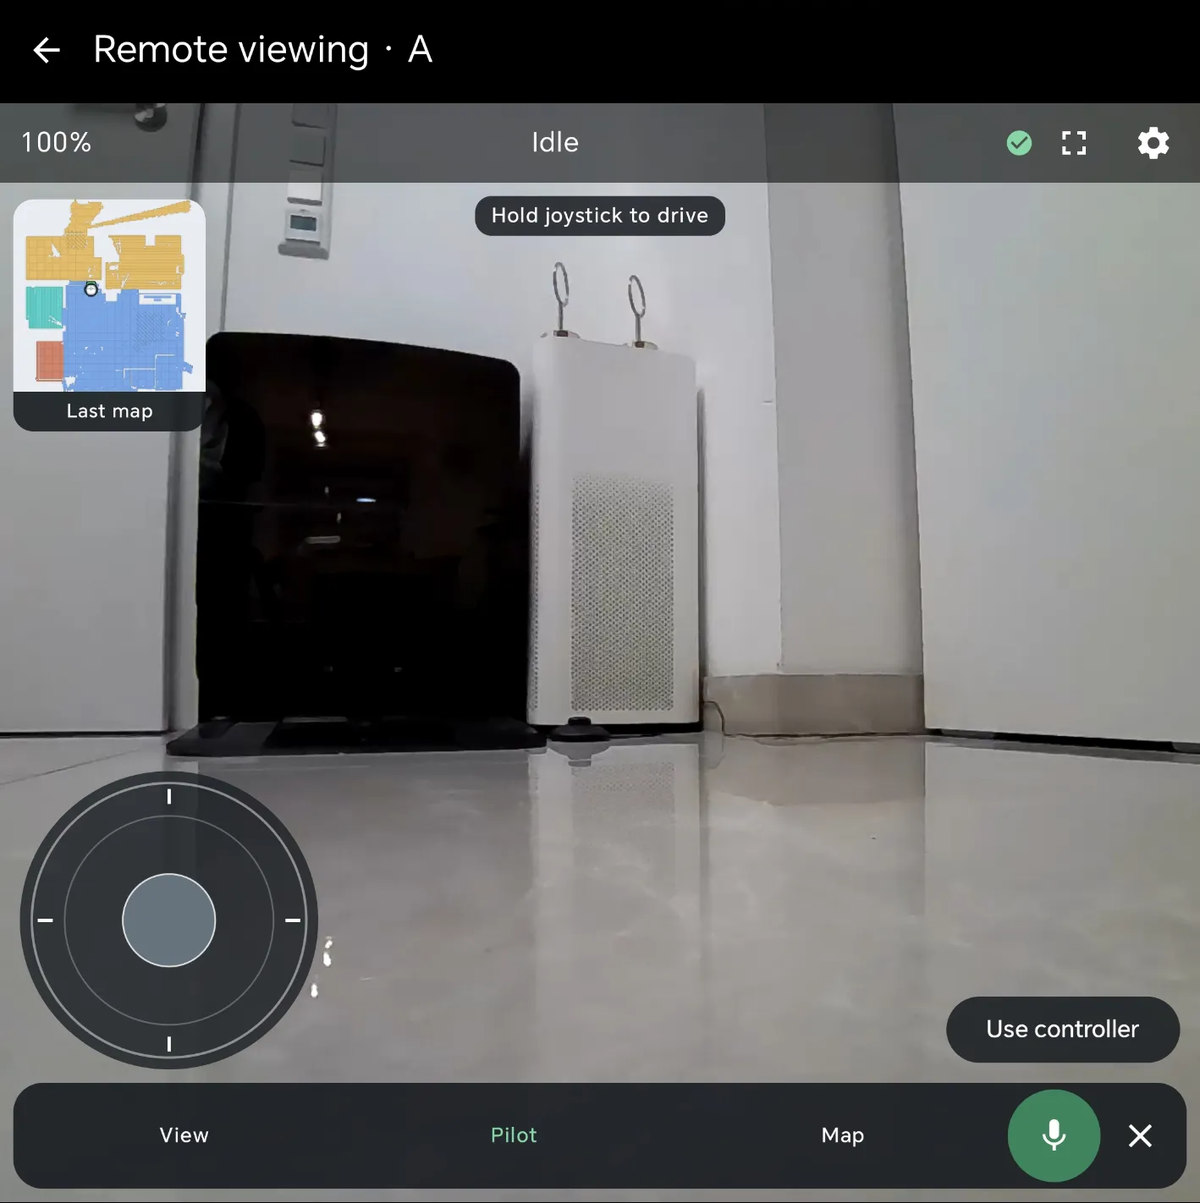 Remote viewing · A
100%
Idle
Hold joystick to drive
Last map
Use controller
View
Pilot
Map